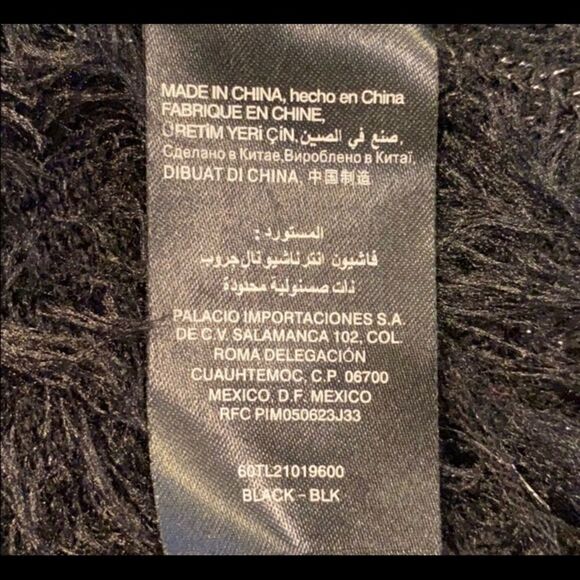 MADE IN CHINA, hecho en China
FABRIQUE EN CHINE,
ÜRETİM YERİ ÇİN, صنع في الصين,
Сделано в Китае,Вироблено в Китаї,
DIBUAT DI CHINA, 中国制造
المستورد :
فاشيون انترناشيونال جروب
ذات مسئولية محدودة
PALACIO IMPORTACIONES S.A.
DE C.V. SALAMANCA 102, COL.
ROMA DELEGACIÓN
CUAUHTEMOC, C.P. 06700
MEXICO, D.F. MEXICO
RFC PIM050623J33
60TL21019600
BLACK - BLK